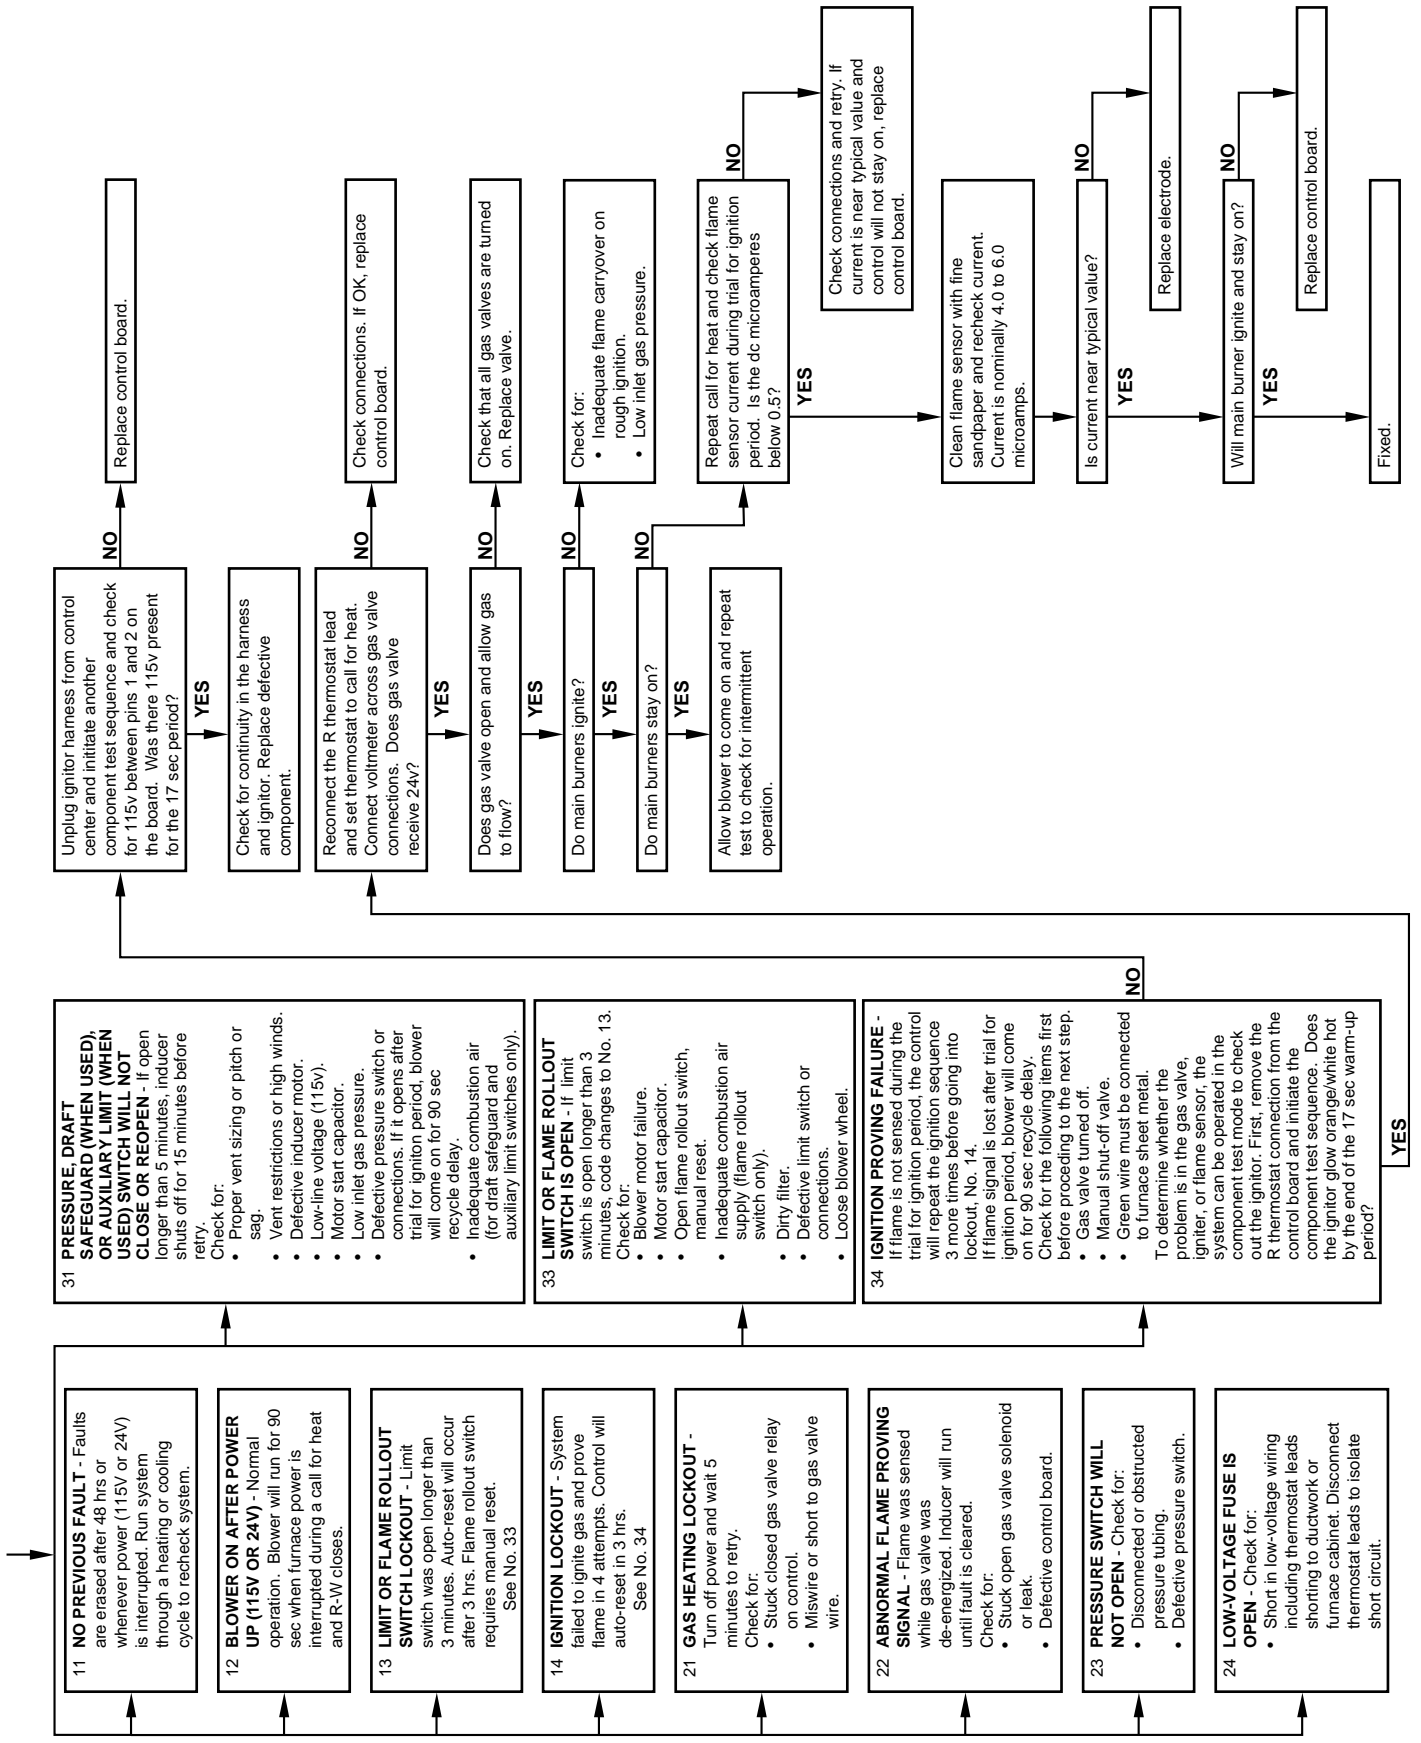 11 NO PREVIOUS FAULT - Faults
are erased after 48 hrs or
whenever power (115V or 24V)
is interrupted. Run system
through a heating or cooling
cycle to recheck system.
12 BLOWER ON AFTER POWER
UP (115V OR 24V) - Normal
operation. Blower will run for 90
sec when furnace power is
interrupted during a call for heat
and R-W closes.
13 LIMIT OR FLAME ROLLOUT
SWITCH LOCKOUT - Limit
switch was open longer than
3 minutes. Auto-reset will occur
after 3 hrs. Flame rollout switch
requires manual reset.
See No. 33
14 IGNITION LOCKOUT - System
failed to ignite gas and prove
flame in 4 attempts. Control will
auto-reset in 3 hrs.
See No. 34
21 GAS HEATING LOCKOUT -
Turn off power and wait 5
minutes to retry.
Check for:
• Stuck closed gas valve relay
on control.
• Miswire or short to gas valve
wire.
22 ABNORMAL FLAME PROVING
SIGNAL - Flame was sensed
while gas valve was
de-energized. Inducer will run
until fault is cleared.
Check for:
• Stuck open gas valve solenoid
or leak.
• Defective control board.
23 PRESSURE SWITCH WILL
NOT OPEN - Check for:
• Disconnected or obstructed
pressure tubing.
• Defective pressure switch.
24 LOW-VOLTAGE FUSE IS
OPEN - Check for:
• Short in low-voltage wiring
including thermostat leads
shorting to ductwork or
furnace cabinet. Disconnect
thermostat leads to isolate
short circuit.
31 PRESSURE, DRAFT
SAFEGUARD (WHEN USED),
OR AUXILIARY LIMIT (WHEN
USED) SWITCH WILL NOT
CLOSE OR REOPEN - If open
longer than 5 minutes, inducer
shuts off for 15 minutes before
retry.
Check for:
• Proper vent sizing or pitch or
sag.
• Vent restrictions or high winds.
• Defective inducer motor.
• Low-line voltage (115v).
• Motor start capacitor.
• Low inlet gas pressure.
• Defective pressure switch or
connections. If it opens after
trial for igniton period, blower
will come on for 90 sec
recycle delay.
• Inadequate combustion air
(for draft safeguard and
auxiliary limit switches only).
33 LIMIT OR FLAME ROLLOUT
SWITCH IS OPEN - If limit
switch is open longer than 3
minutes, code changes to No. 13.
Check for:
• Blower motor failure.
• Motor start capacitor.
• Open flame rollout switch,
manual reset.
• Inadequate combustion air
supply (flame rollout
switch only).
• Dirty filter.
• Defective limit switch or
connections.
• Loose blower wheel.
34 IGNITION PROVING FAILURE -
If flame is not sensed during the
trial for ignition period, the control
will repeat the ignition sequence
3 more times before going into
lockout, No. 14.
If flame signal is lost after trial for
ignition period, blower will come
on for 90 sec recycle delay.
Check for the following items first
before proceding to the next step.
• Gas valve turned off.
• Manual shut-off valve.
• Green wire must be connected
to furnace sheet metal.
To determine whether the
problem is in the gas valve,
igniter, or flame sensor, the
system can be operated in the
component test mode to check
out the ignitor. First, remove the
R thermostat connection from the
control board and initiate the
component test sequence. Does
the ignitor glow orange/white hot
by the end of the 17 sec warm-up
period?
NO
YES
Unplug ignitor harness from control
center and inititate another
component test sequence and check
for 115v between pins 1 and 2 on
the board. Was there 115v present
for the 17 sec period?
NO
Replace control board.
YES
Check for continuity in the harness
and ignitor. Replace defective
component.
Reconnect the R thermostat lead
and set thermostat to call for heat.
Connect voltmeter across gas valve
connections. Does gas valve
receive 24v?
NO
Check connections. If OK, replace
control board.
YES
Does gas valve open and allow gas
to flow?
NO
Check that all gas valves are turned
on. Replace valve.
YES
Do main burners ignite?
NO
Check for:
• Inadequate flame carryover on
rough ignition.
• Low inlet gas pressure.
YES
Do main burners stay on?
NO
YES
Allow blower to come on and repeat
test to check for intermittent
operation.
Repeat call for heat and check flame
sensor current during trial for ignition
period. Is the dc microamperes
below 0.5?
NO
Check connections and retry. If
current is near typical value and
control will not stay on, replace
control board.
YES
Clean flame sensor with fine
sandpaper and recheck current.
Current is nominally 4.0 to 6.0
microamps.
Is current near typical value?
NO
Replace electrode.
YES
Will main burner ignite and stay on?
NO
Replace control board.
YES
Fixed.